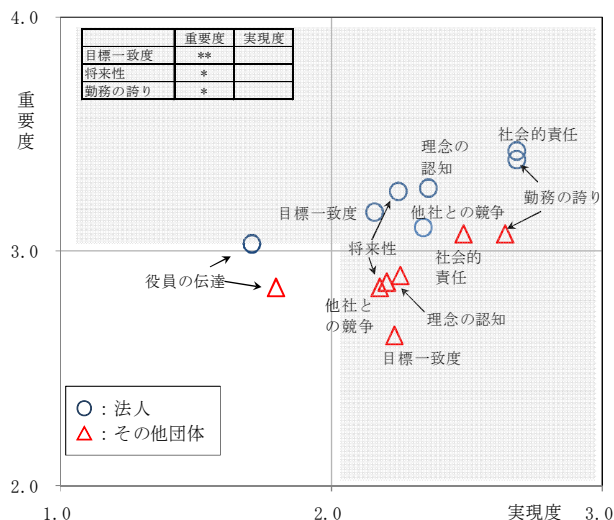 4.0
重要度 実現度
目標一致度 **
将来性 *
勤務の誇り *
重要度
社会的責任
理念の
認知
勤務の誇り
目標一致度
他社との競争
将来性
3.0
社会的
責任
役員の伝達
他社と
の競争
理念の認知
目標一致度
○ : 法人
△ : その他団体
2.0
1.0 2.0 実現度 3.0